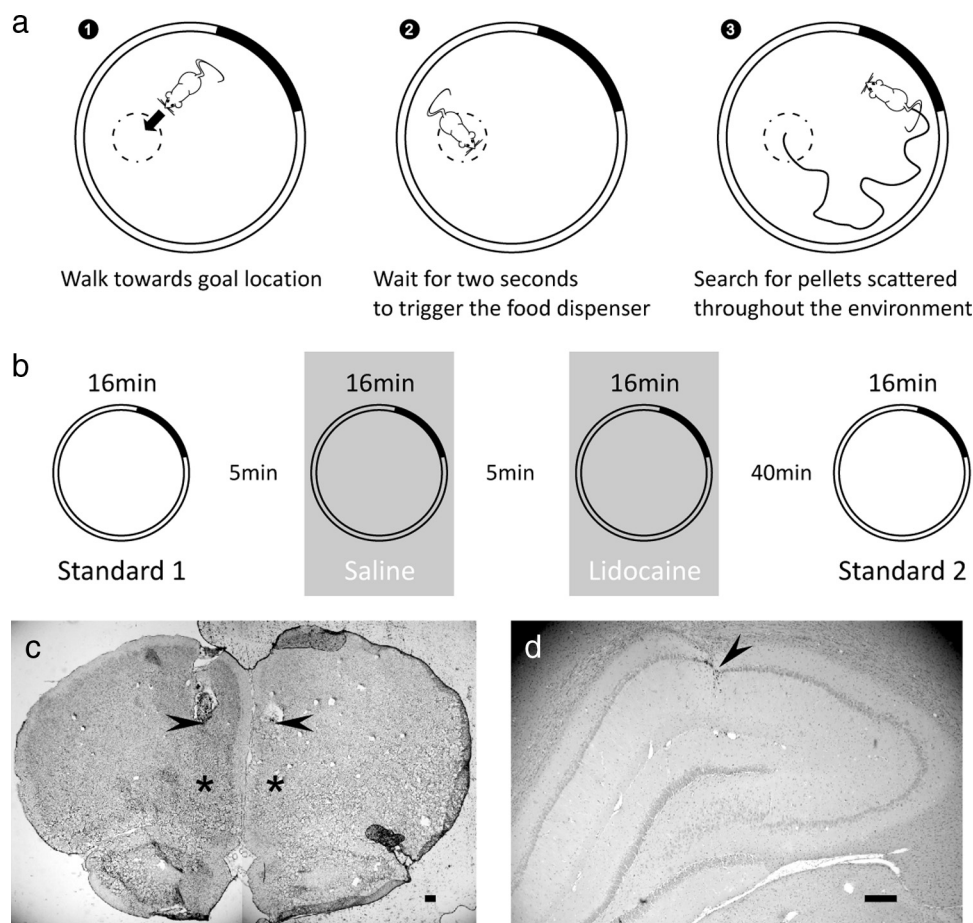 a
1
2
3
Walk towards goal location
Wait for two seconds
to trigger the food dispenser
Search for pellets scattered
throughout the environment
b
16min
16min
16min
16min
5min
5min
40min
Standard 1
Saline
Lidocaine
Standard 2
c
d
*
*